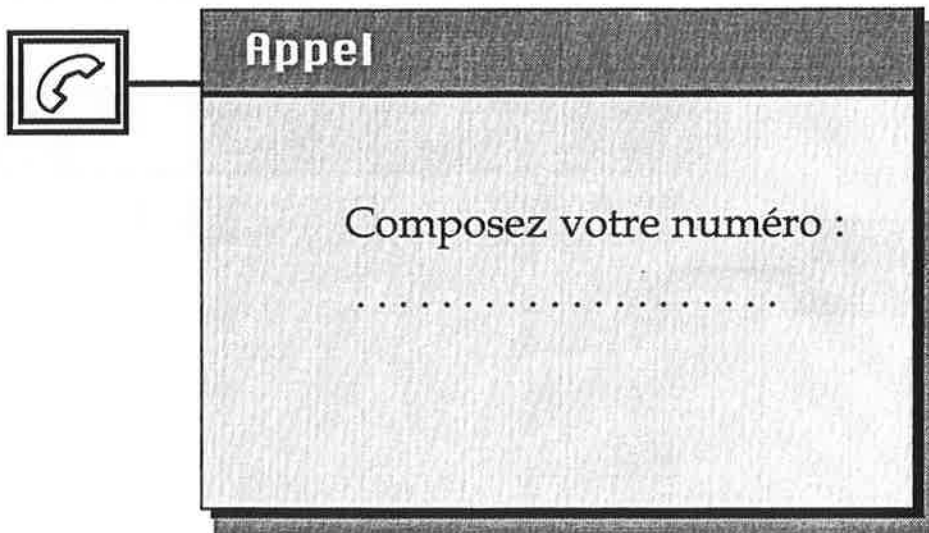 Appel
Composez votre numéro :
. . . . . . . . . . . . . . . . . . . . .